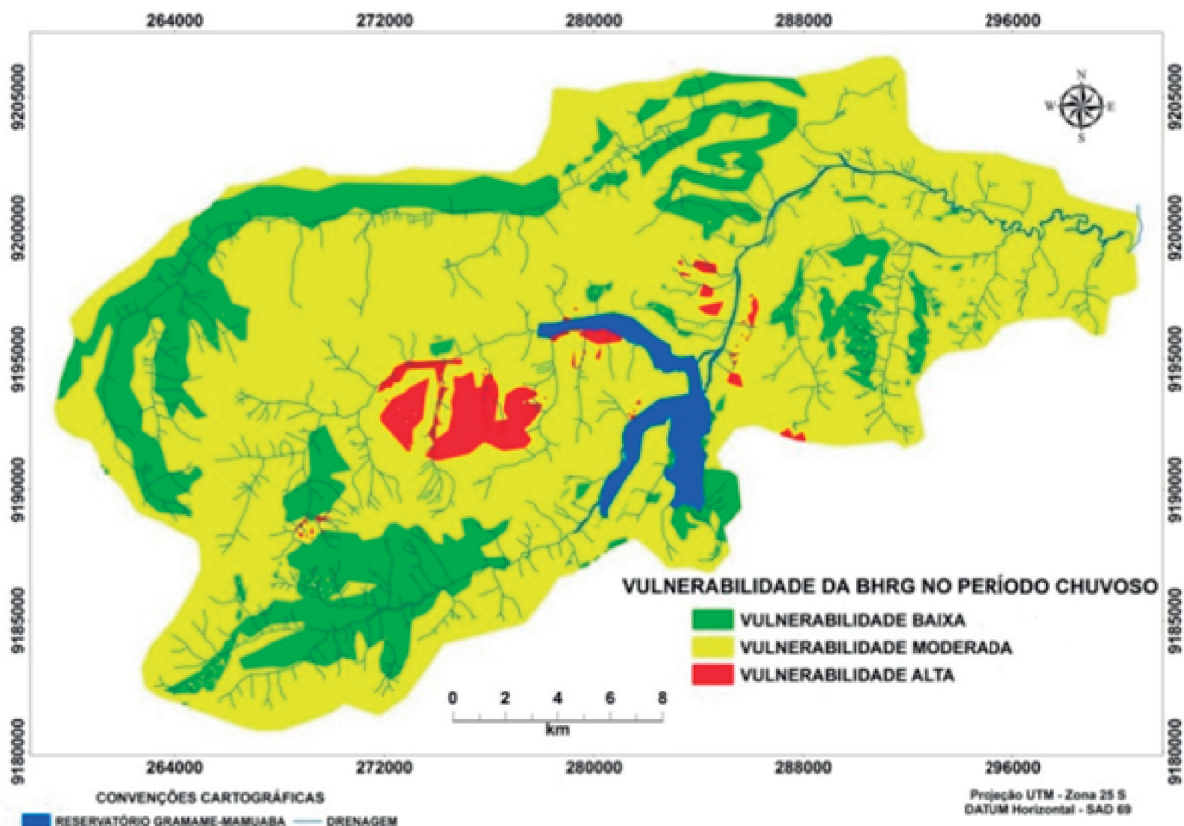 264000 272000 280000 288000 296000
9205000 9205000
N
W E
S
9200000 9200000
9195000 9195000
9190000 9190000
VULNERABILIDADE DA BHRG NO PERÍODO CHUVOSO
VULNERABILIDADE BAIXA
VULNERABILIDADE MODERADA
VULNERABILIDADE ALTA
9185000 9185000
0 2 4 6 8
km
9180000 9180000
264000 272000 280000 288000 296000
CONVENÇÕES CARTOGRÁFICAS
RESERVATÓRIO GRAMAME-MAMUABA DRENAGEM
Projeção UTM - Zona 25 S
DATUM Horizontal - SAD 69